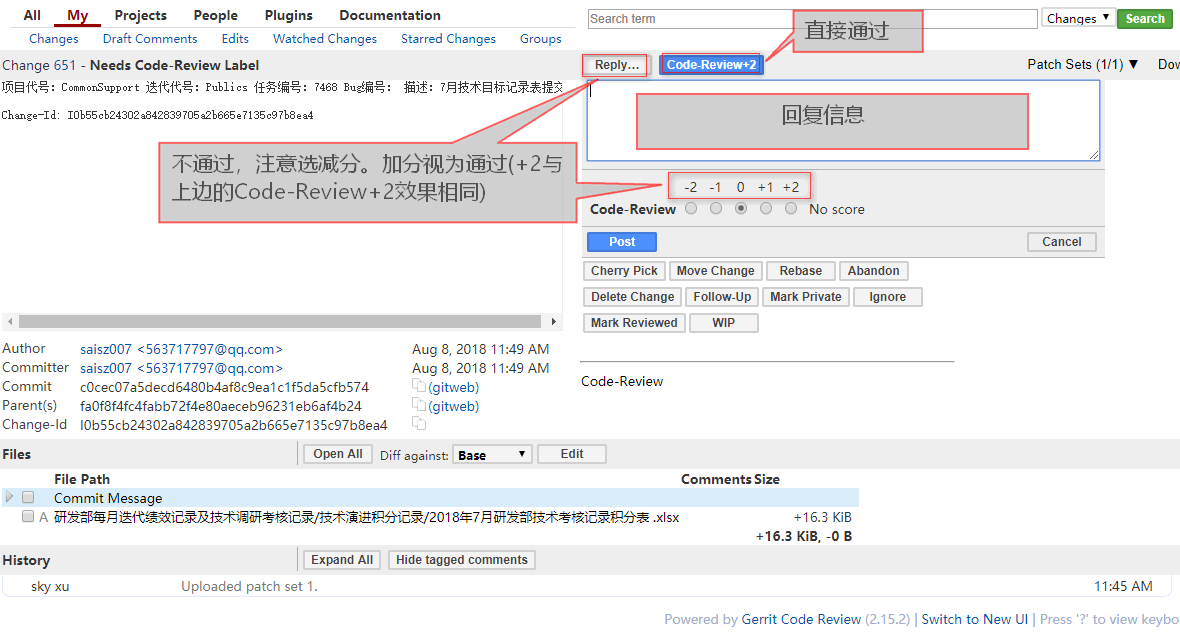 All My Projects People Plugins Documentation
Search term Changes ▼ Search
Changes Draft Comments Edits Watched Changes Starred Changes Groups
直接通过
Change 651 - Needs Code-Review Label
Reply... Code-Review+2 Patch Sets (1/1) ▼ Dow
项目代号：CommonSupport 迭代代号：Publics 任务编号：7468 Bug编号： 描述：7月技术目标记录表提交
Change-Id: I0b55cb24302a842839705a2b665e7135c97b8ea4
回复信息
不通过，注意选减分。加分视为通过(+2与
上边的Code-Review+2效果相同)
-2 -1 0 +1 +2
Code-Review No score
Post Cancel
Cherry Pick Move Change Rebase Abandon
Delete Change Follow-Up Mark Private Ignore
Mark Reviewed WIP
Author saisz007 <563717797@qq.com> Aug 8, 2018 11:49 AM
Committer saisz007 <563717797@qq.com> Aug 8, 2018 11:49 AM
Commit c0cec07a5decd6480b4af8c9ea1c1f5da5cfb574 (gitweb)
Parent(s) fa0f8f4fc4fabb72f4e80aeceb96231eb6af4b24 (gitweb)
Change-Id I0b55cb24302a842839705a2b665e7135c97b8ea4
Code-Review
Files Open All Diff against: Base ▼ Edit
File Path Comments Size
Commit Message
A 研发部每月迭代绩效记录及技术调研考核记录/技术演进积分记录/2018年7月研发部技术考核记录积分表 .xlsx +16.3 KiB
+16.3 KiB, -0 B
History Expand All Hide tagged comments
sky xu Uploaded patch set 1. 11:45 AM
Powered by Gerrit Code Review (2.15.2) | Switch to New UI | Press '?' to view keybo